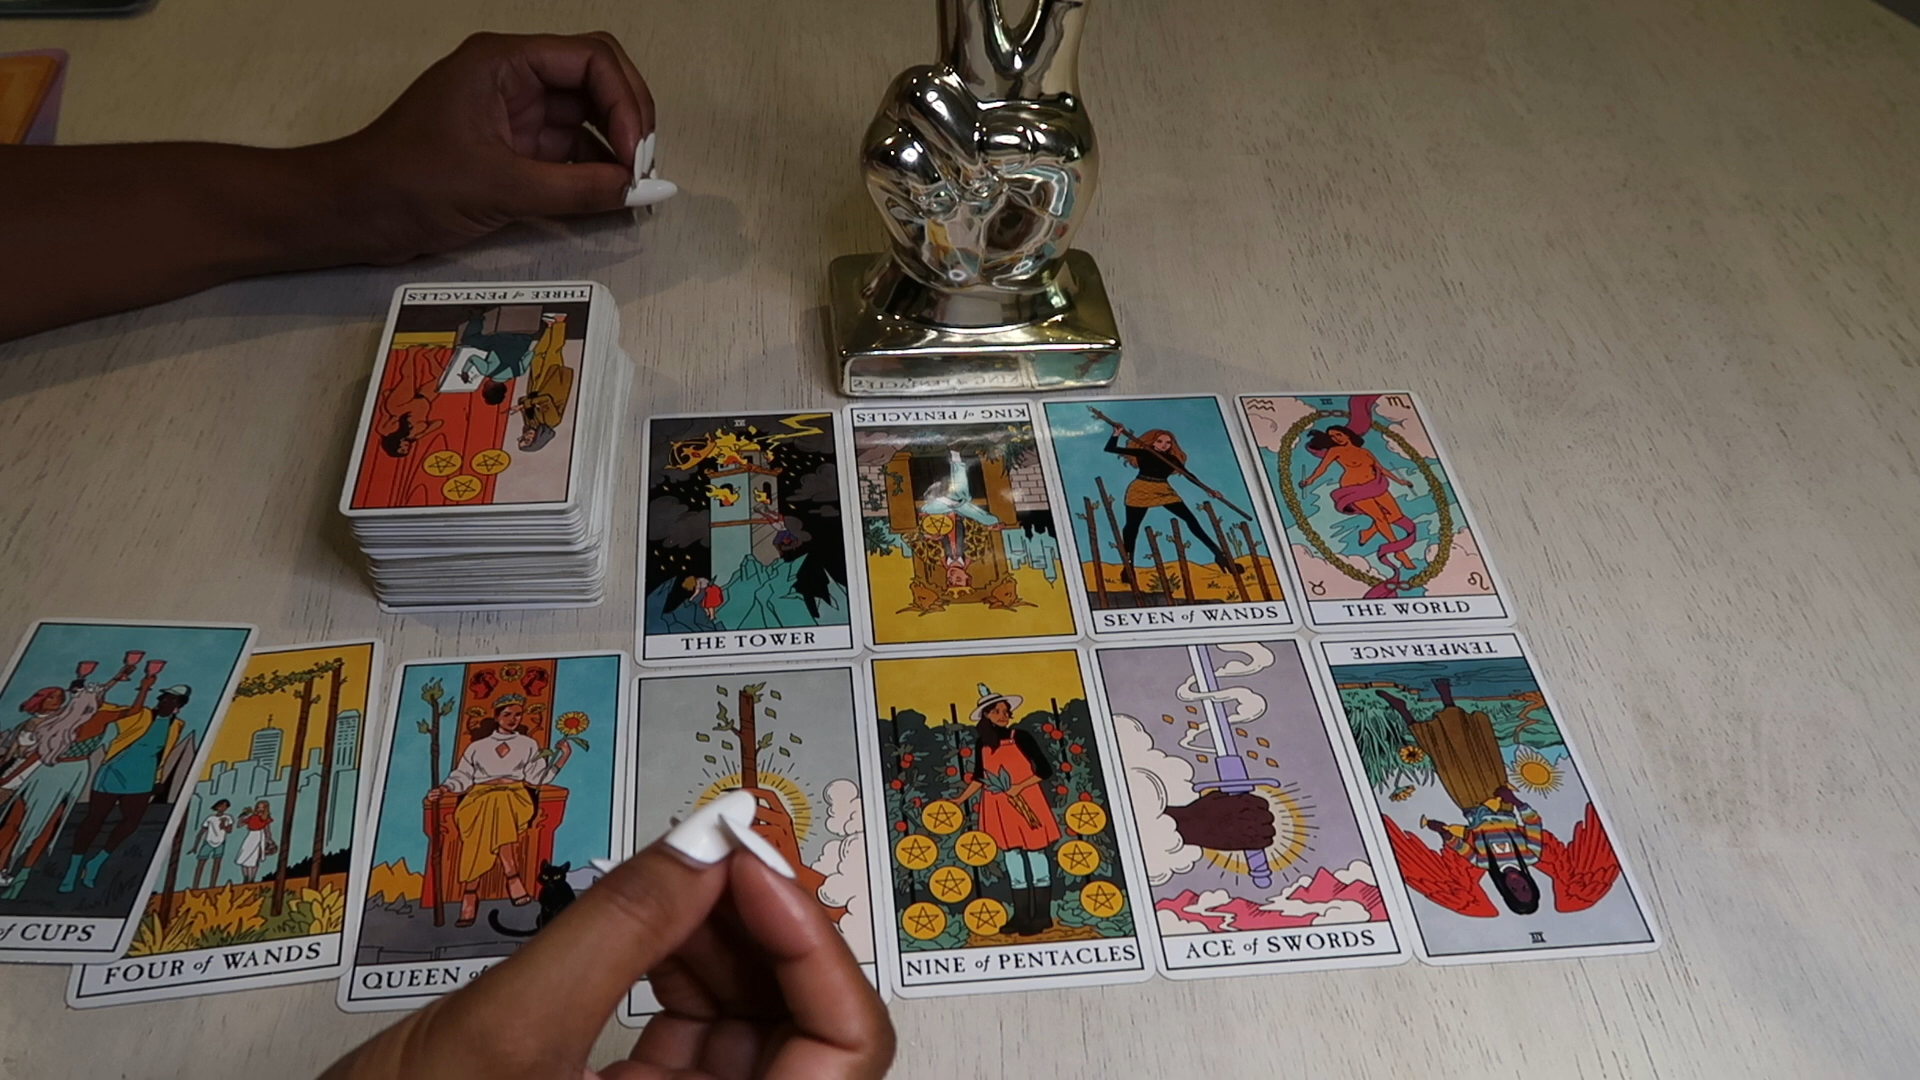 THREE of PENTACLES
KING of PENTACLES
THE TOWER
SEVEN of WANDS
THE WORLD
TEMPERANCE
of CUPS
FOUR of WANDS
QUEEN of
NINE of PENTACLES
ACE of SWORDS